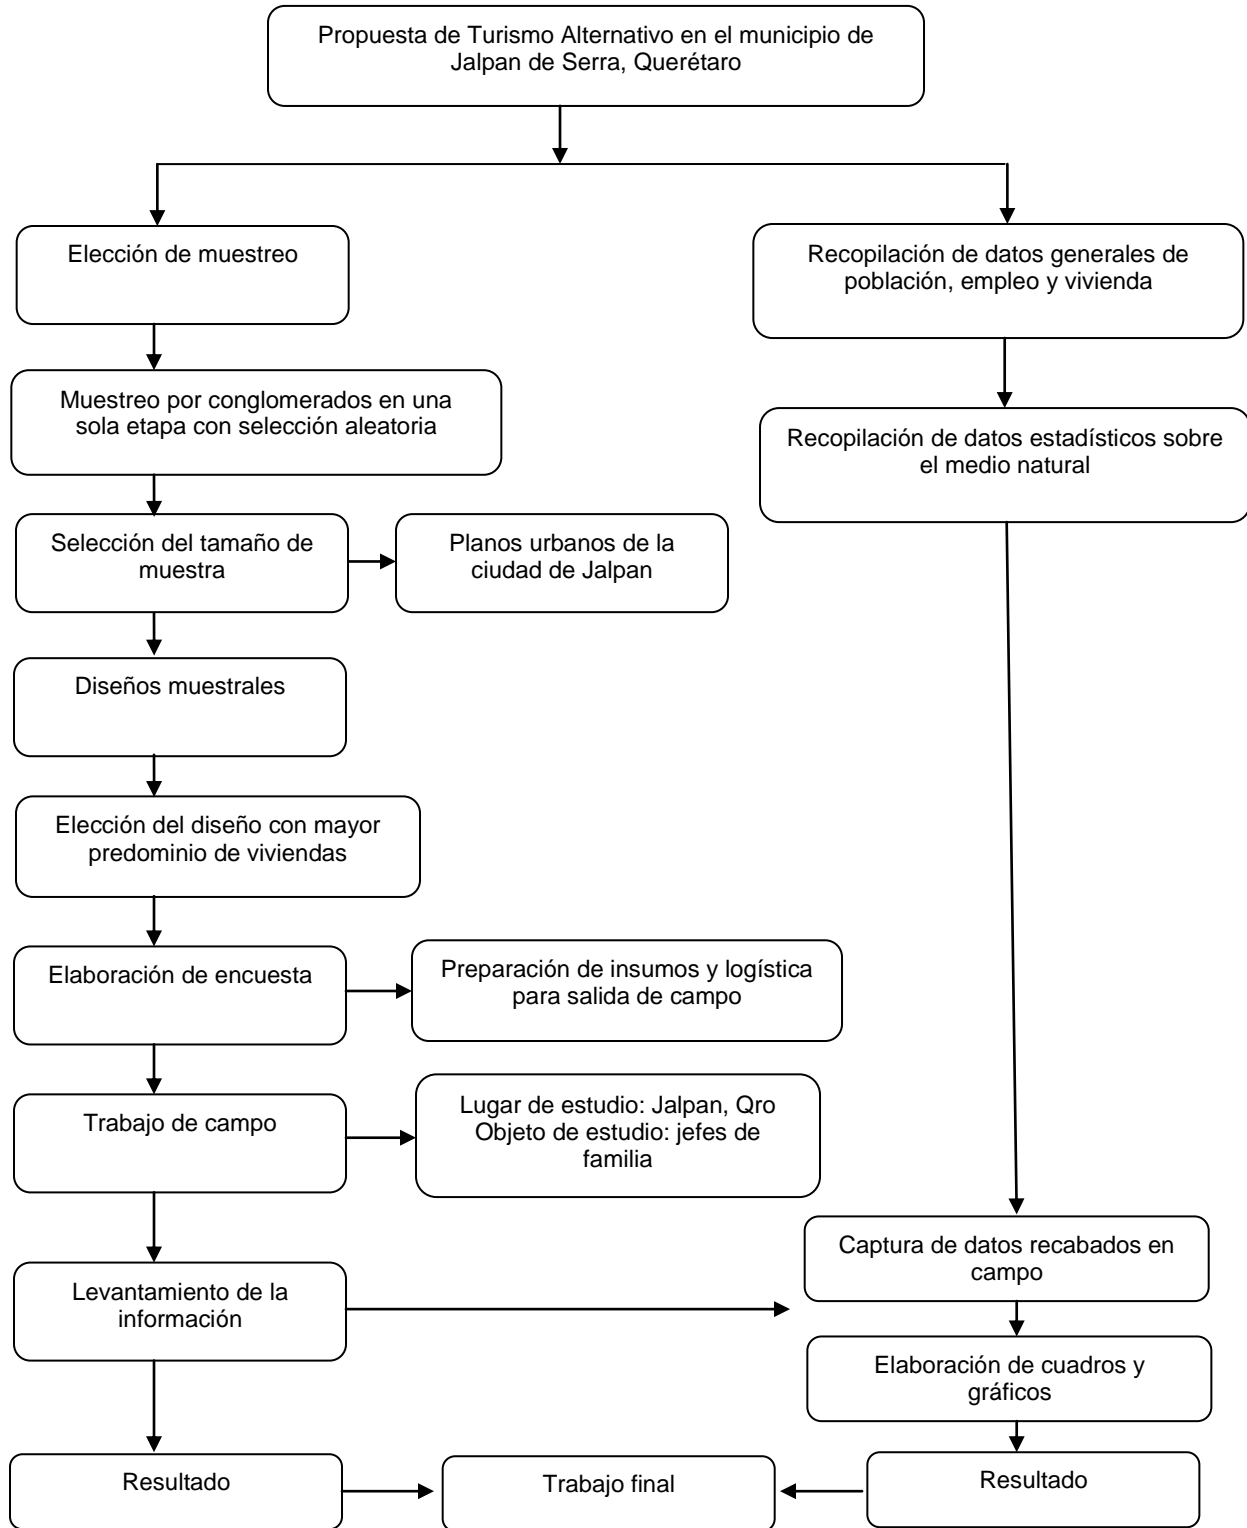 Propuesta de Turismo Alternativo en el municipio de
Jalpan de Serra, Querétaro
Elección de muestreo
Recopilación de datos generales de
población, empleo y vivienda
Muestreo por conglomerados en una
sola etapa con selección aleatoria
Recopilación de datos estadísticos sobre
el medio natural
Selección del tamaño de
muestra
Planos urbanos de la
ciudad de Jalpan
Diseños muestrales
Elección del diseño con mayor
predominio de viviendas
Elaboración de encuesta
Preparación de insumos y logística
para salida de campo
Trabajo de campo
Lugar de estudio: Jalpan, Qro
Objeto de estudio: jefes de
familia
Levantamiento de la
información
Captura de datos recabados en
campo
Elaboración de cuadros y
gráficos
Resultado
Trabajo final
Resultado